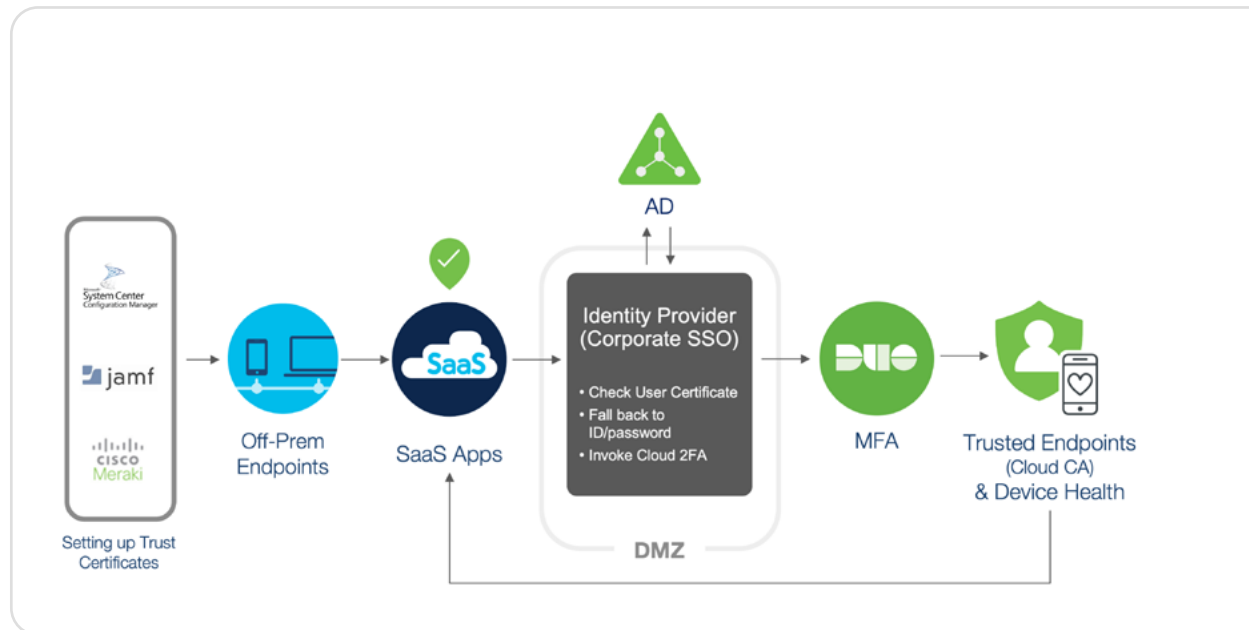 Microsoft
System Center
Configuration Manager
jamf
CISCO
Meraki
Setting up Trust
Certificates
Off-Prem
Endpoints
SaaS
SaaS Apps
AD
Identity Provider
(Corporate SSO)
• Check User Certificate
• Fall back to
ID/password
• Invoke Cloud 2FA
DMZ
DUO
MFA
Trusted Endpoints
(Cloud CA)
& Device Health